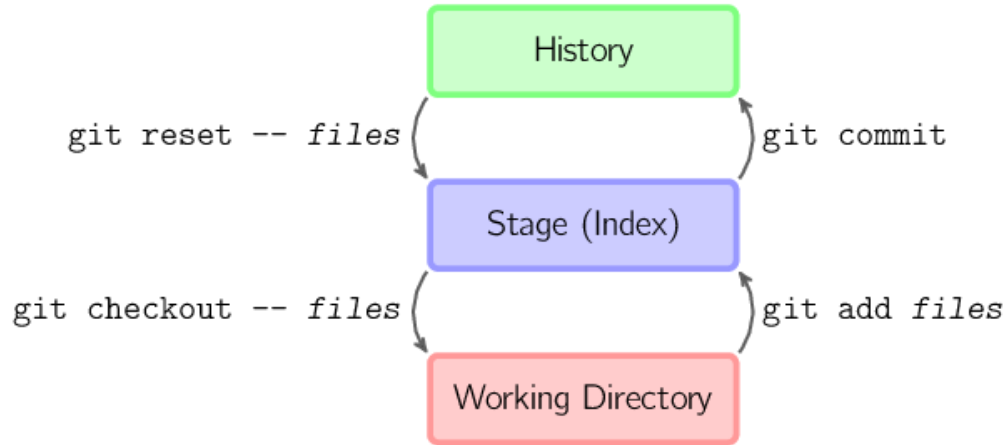 History
git reset -- files
git commit
Stage (Index)
git checkout -- files
git add files
Working Directory